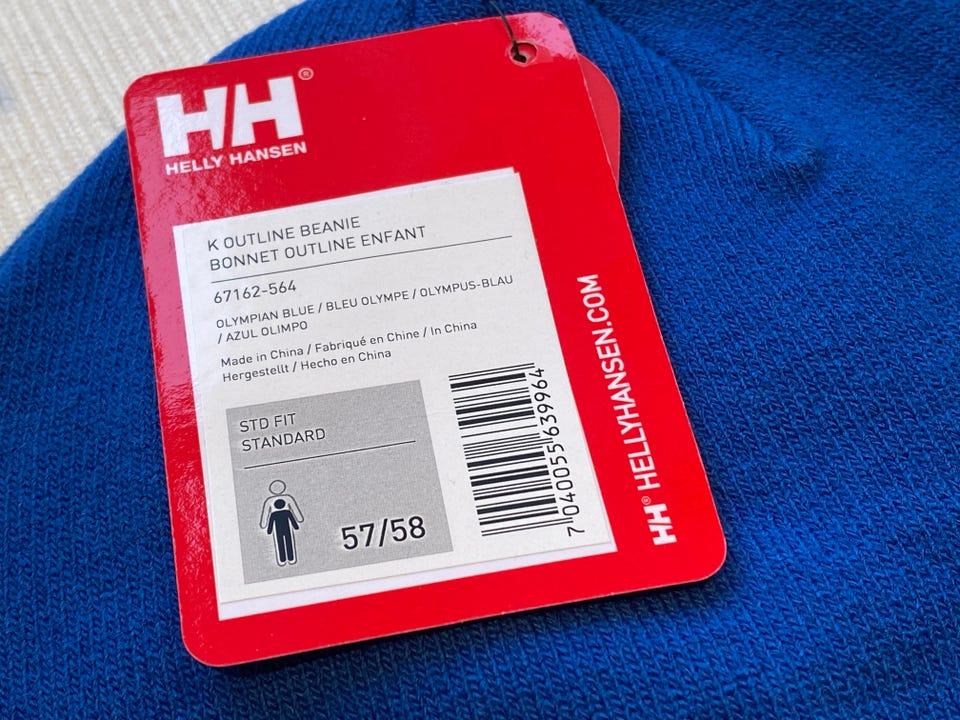 HH®
HELLY HANSEN
K OUTLINE BEANIE
BONNET OUTLINE ENFANT
67162-564
OLYMPIAN BLUE / BLEU OLYMPE / OLYMPUS-BLAU
/ AZUL OLIMPO
Made in China / Fabriqué en Chine / In China
Hergestellt / Hecho en China
STD FIT
STANDARD
57/58
7 040055 639964
HH® HELLYHANSEN.COM